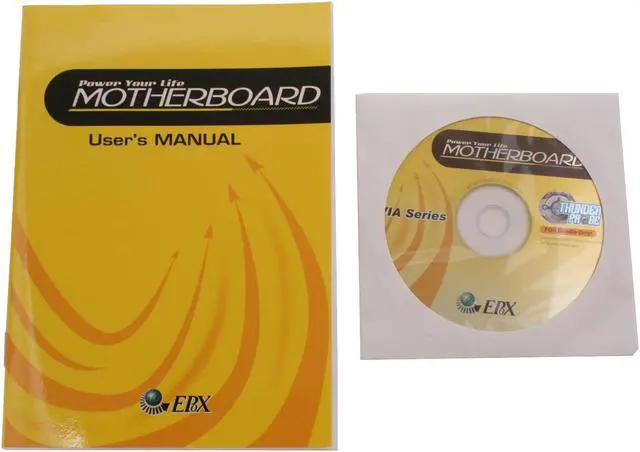 Power Your Life
MOTHERBOARD
User's MANUAL
EPoX
Power Your Life
MOTHERBOARD
VIA Series
THUNDER
PROBE
EPoX